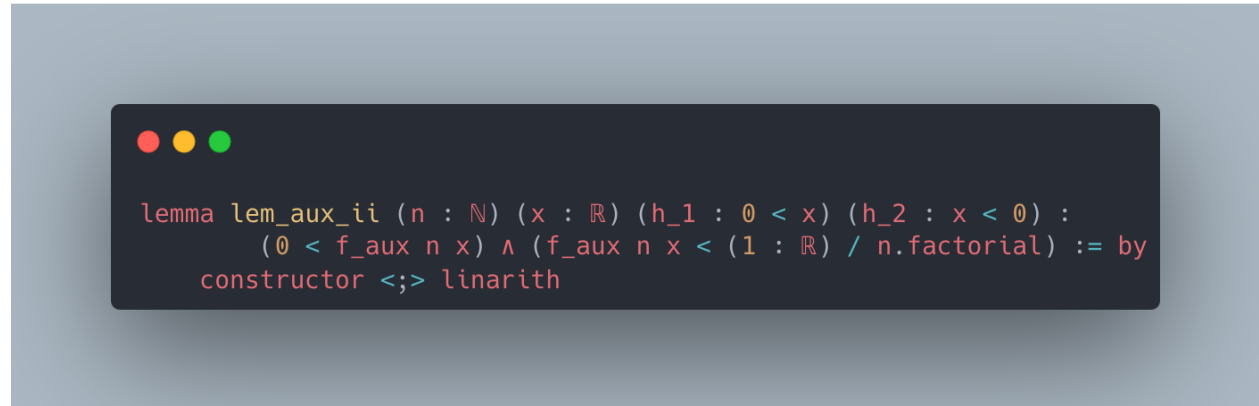 lemma lem_aux_ii (n : ℕ) (x : ℝ) (h_1 : 0 < x) (h_2 : x < 0) :
(0 < f_aux n x) ∧ (f_aux n x < (1 : ℝ) / n.factorial) := by
constructor <;> linarith